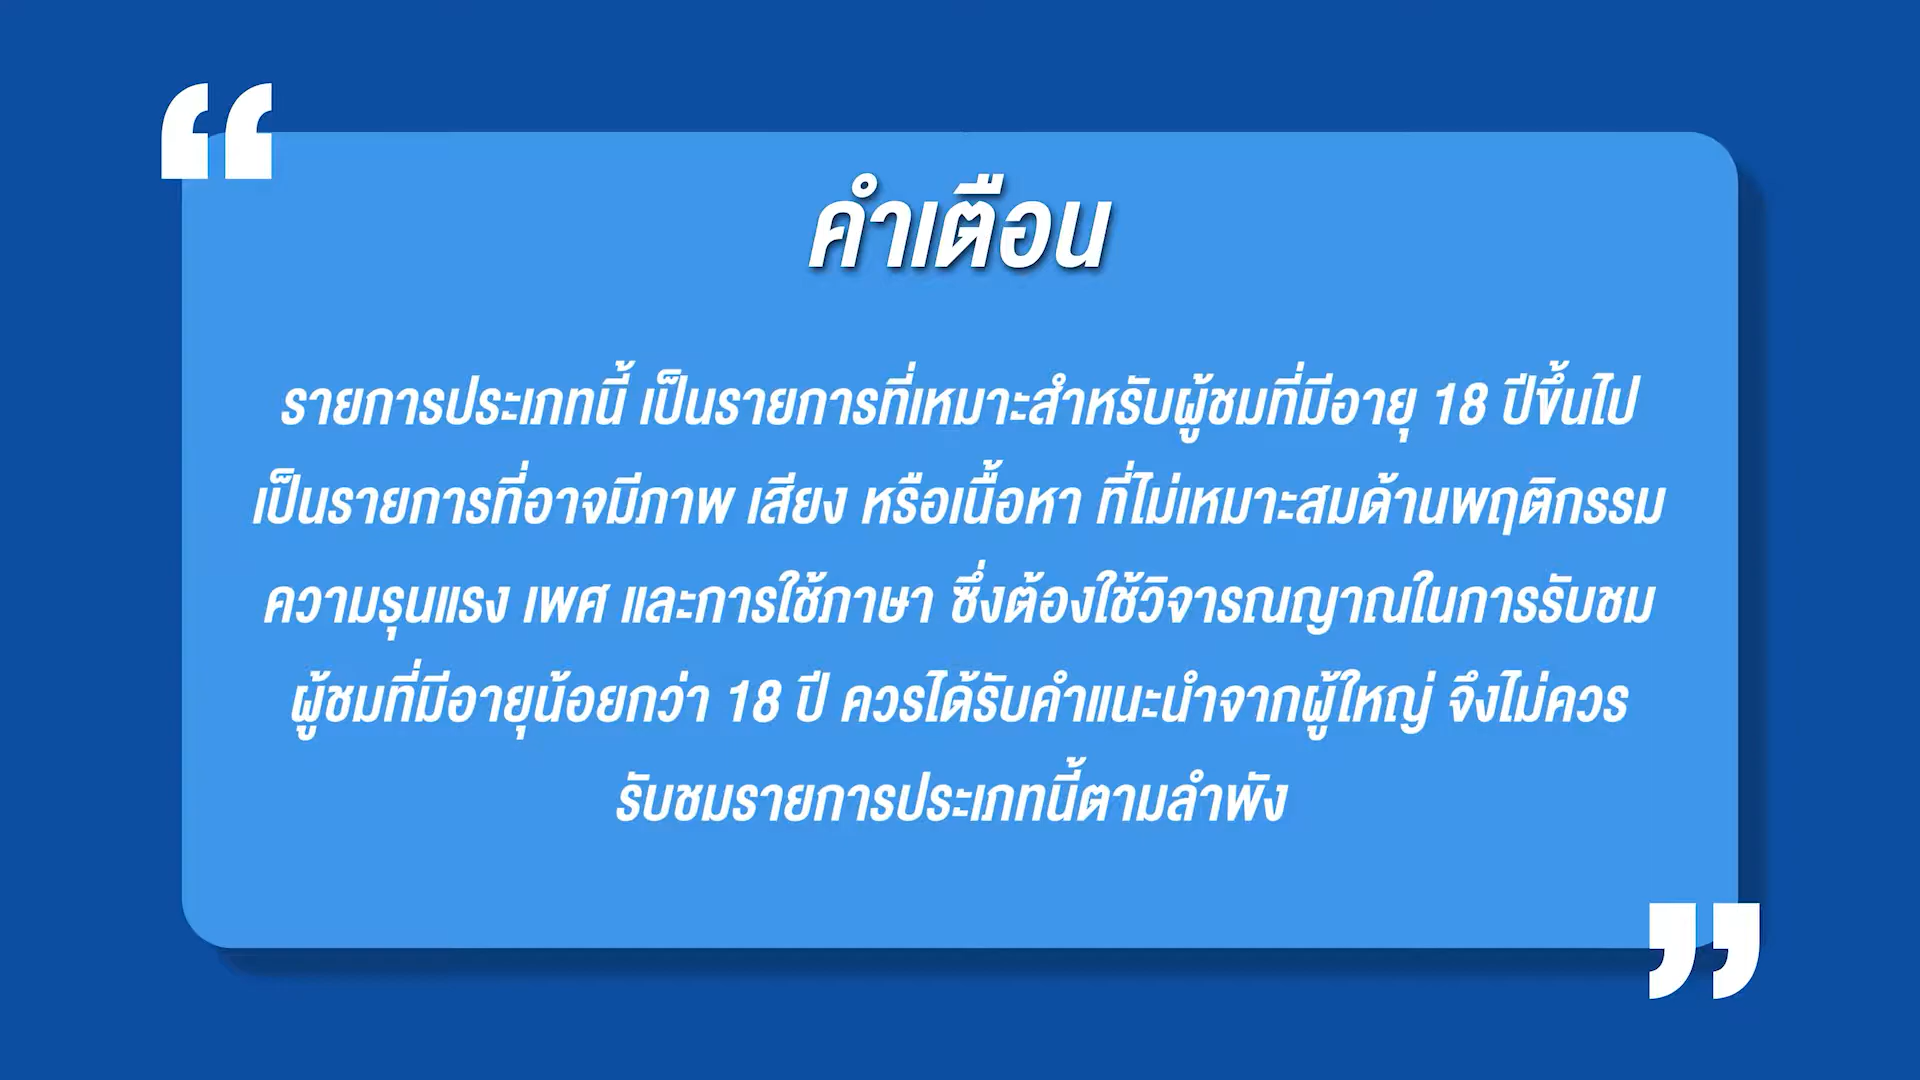 คำเตือน
รายการประเภทนี้ เป็นรายการที่เหมาะสำหรับผู้ชมที่มีอายุ 18 ปีขึ้นไป
เป็นรายการที่อาจมีภาพ เสียง หรือเนื้อหา ที่ไม่เหมาะสมด้านพฤติกรรม
ความรุนแรง เพศ และการใช้ภาษา ซึ่งต้องใช้วิจารณญาณในการรับชม
ผู้ชมที่มีอายุน้อยกว่า 18 ปี ควรได้รับคำแนะนำจากผู้ใหญ่ จึงไม่ควร
รับชมรายการประเภทนี้ตามลำพัง